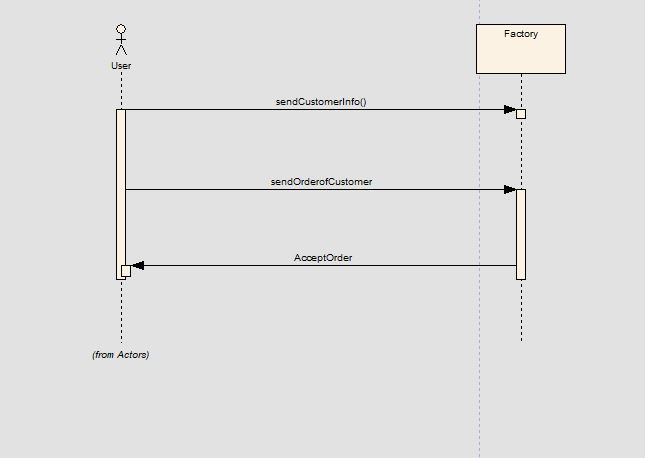 Factory
User
sendCustomerInfo()
sendOrderofCustomer
AcceptOrder
(from Actors)